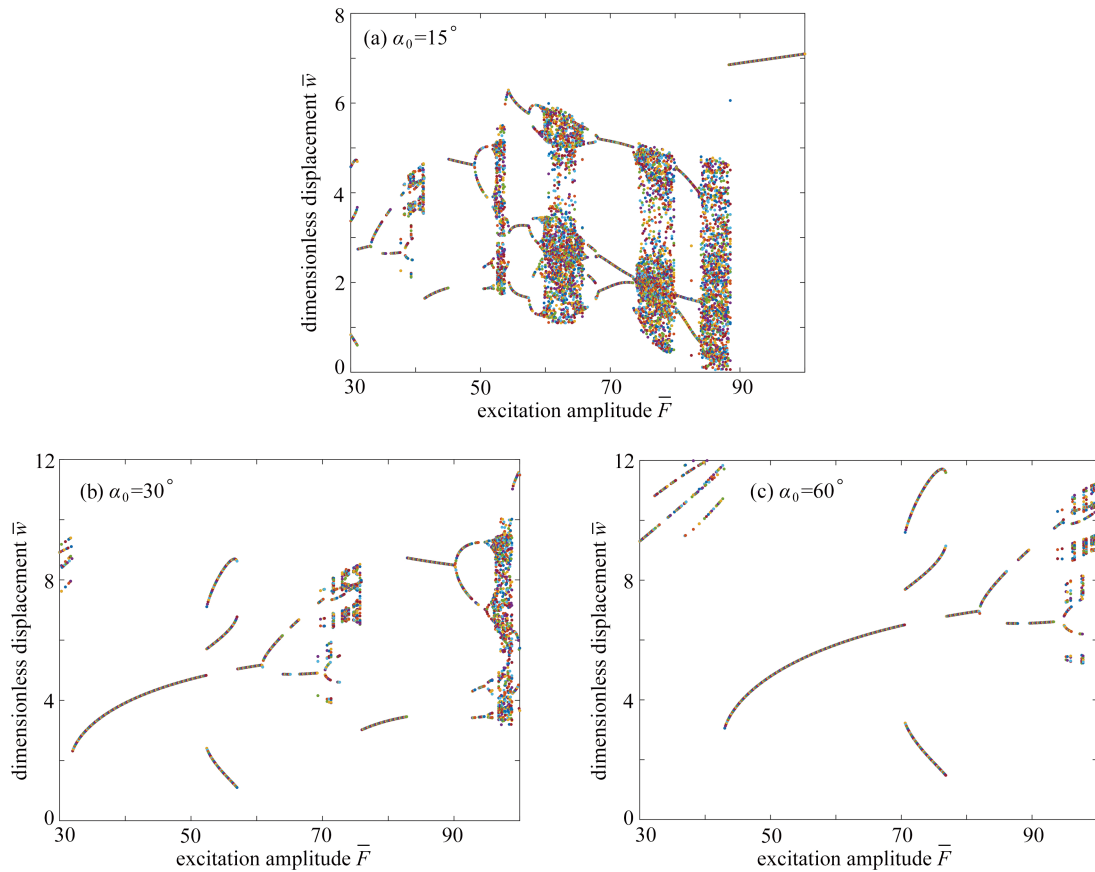 (a) α₀=15°
8
6
4
2
0
dimensionless displacement w̅
30 50 70 90
excitation amplitude F̅
(b) α₀=30°
12
8
4
0
dimensionless displacement w̅
30 50 70 90
excitation amplitude F̅
(c) α₀=60°
12
8
4
0
dimensionless displacement w̅
30 50 70 90
excitation amplitude F̅